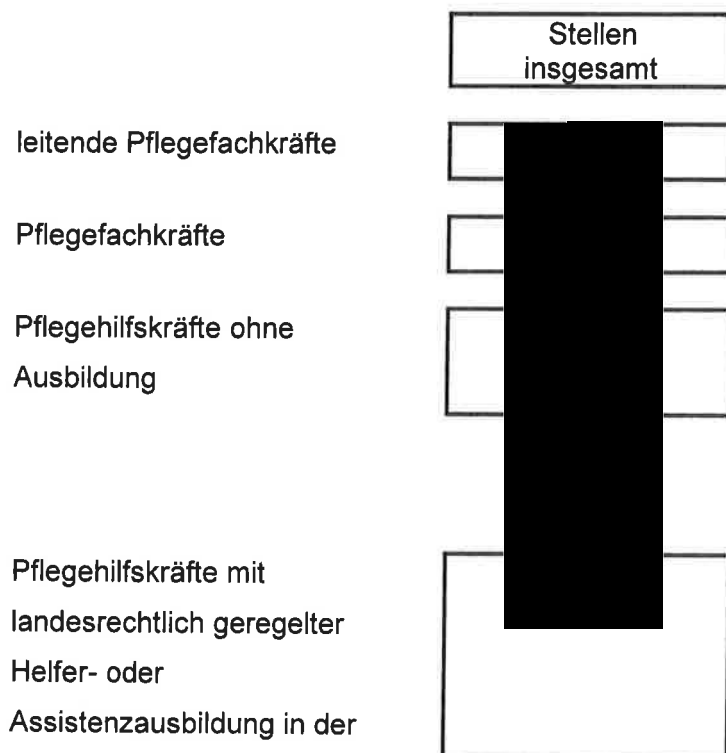 Stellen
insgesamt
leitende Pflegefachkräfte
Pflegefachkräfte
Pflegehilfskräfte ohne
Ausbildung
Pflegehilfskräfte mit
landesrechtlich geregelter
Helfer- oder
Assistenzausbildung in der